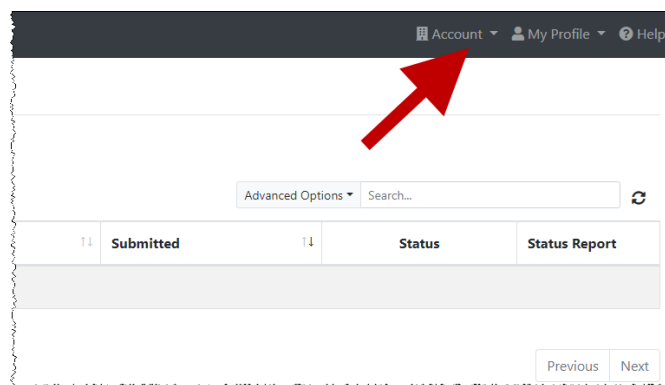 Account My Profile Help
Advanced Options Search...
Submitted Status Status Report
Previous Next